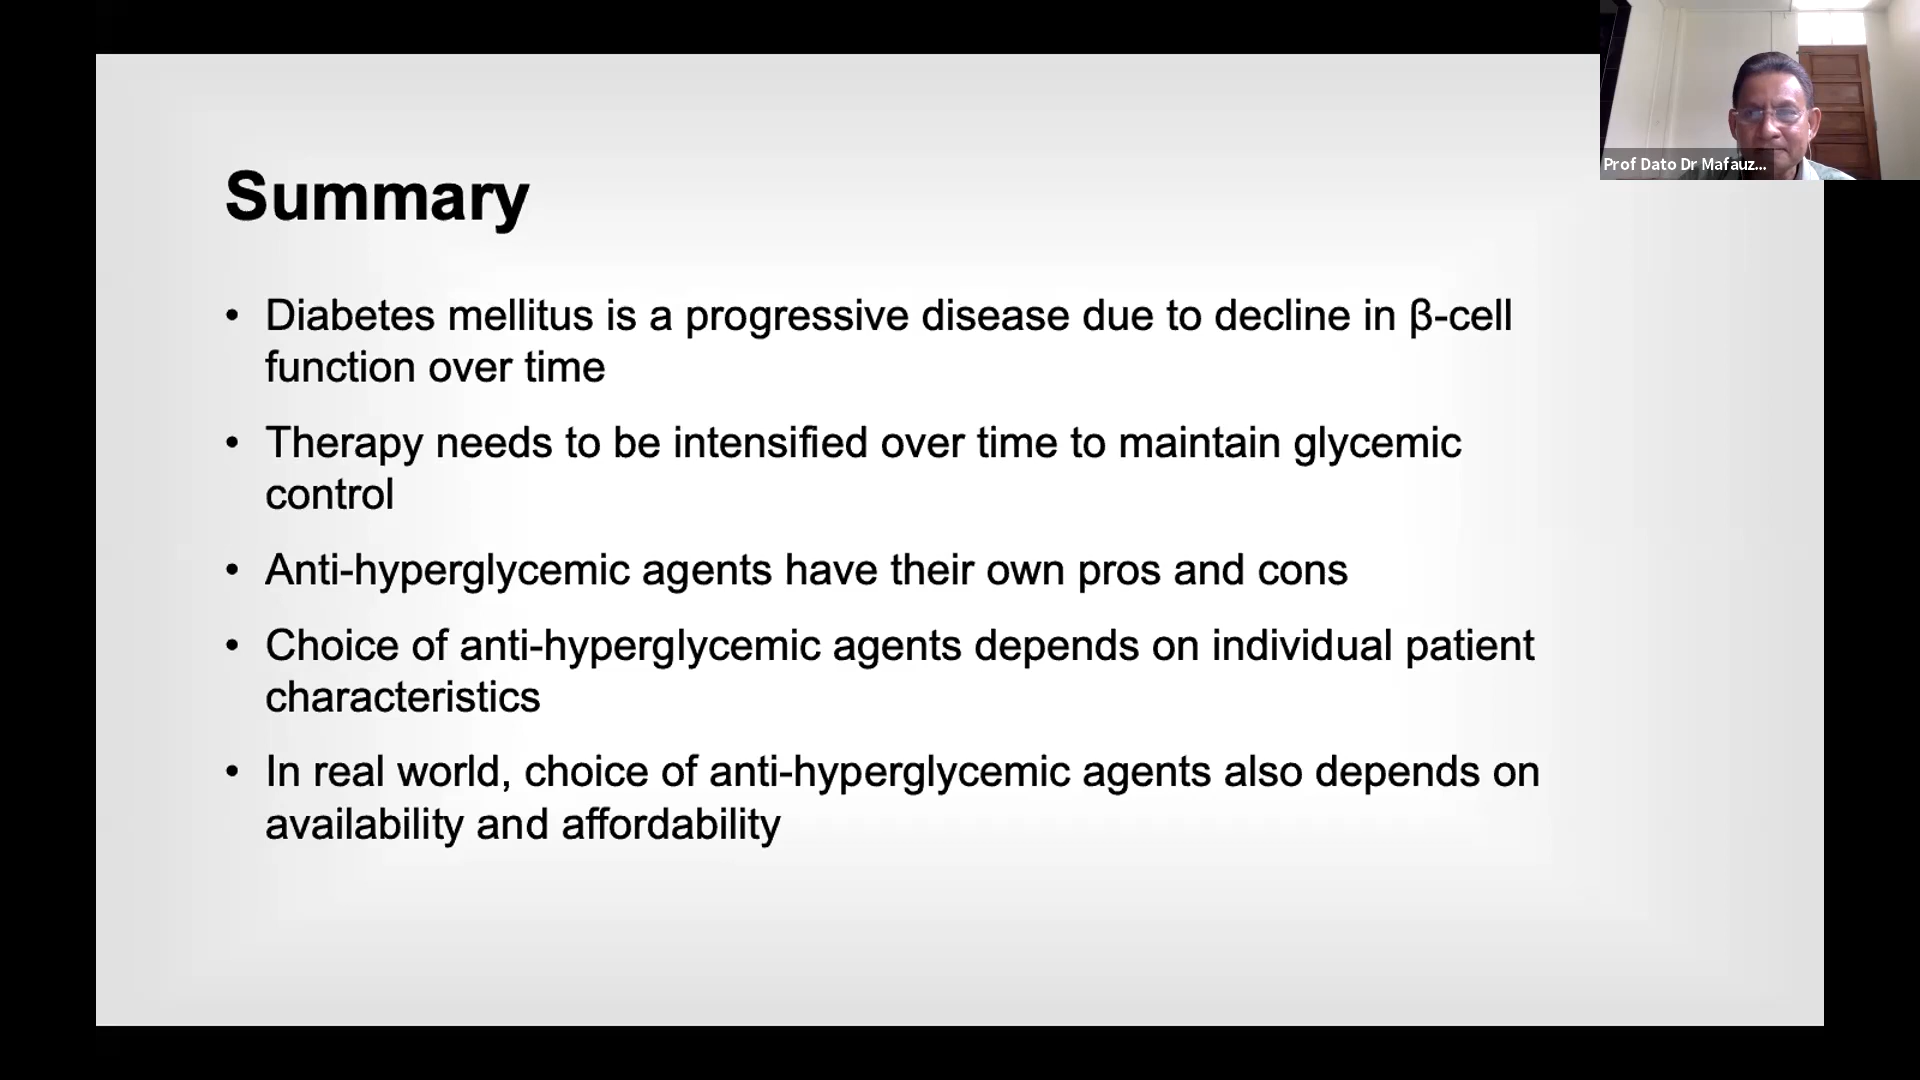 Prof Dato Dr Mafauz...
Summary
• Diabetes mellitus is a progressive disease due to decline in β-cell
function over time
• Therapy needs to be intensified over time to maintain glycemic
control
• Anti-hyperglycemic agents have their own pros and cons
• Choice of anti-hyperglycemic agents depends on individual patient
characteristics
• In real world, choice of anti-hyperglycemic agents also depends on
availability and affordability